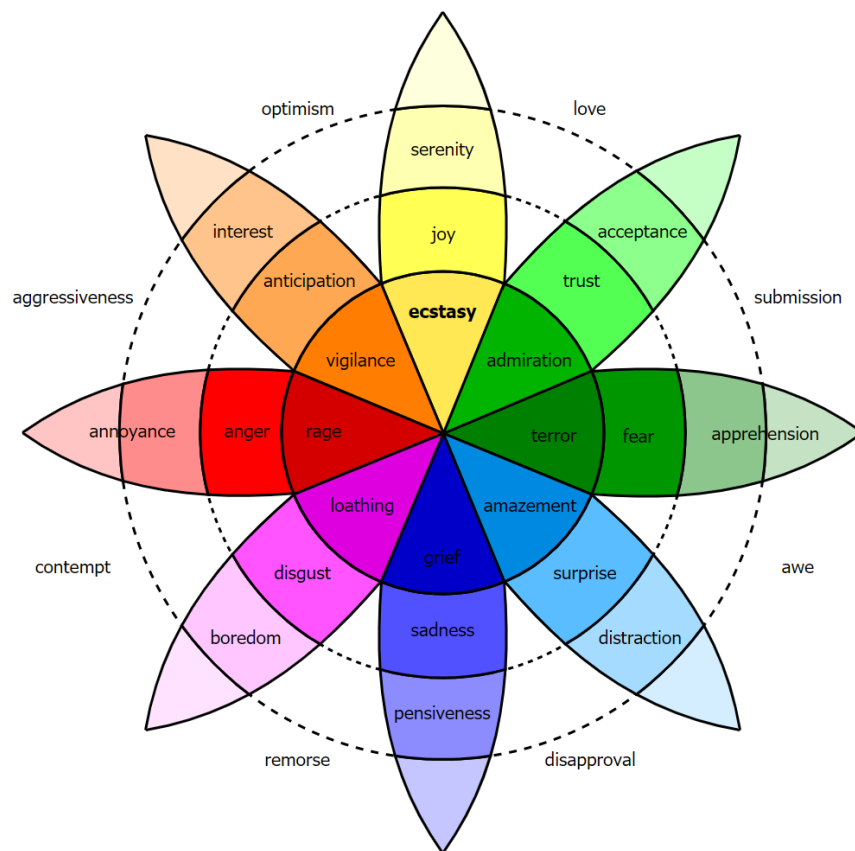 optimism
love
serenity
interest
acceptance
joy
anticipation
trust
aggressiveness
submission
ecstasy
vigilance
admiration
annoyance
anger
rage
terror
fear
apprehension
loathing
amazement
contempt
disgust
grief
surprise
awe
boredom
sadness
distraction
pensiveness
remorse
disapproval